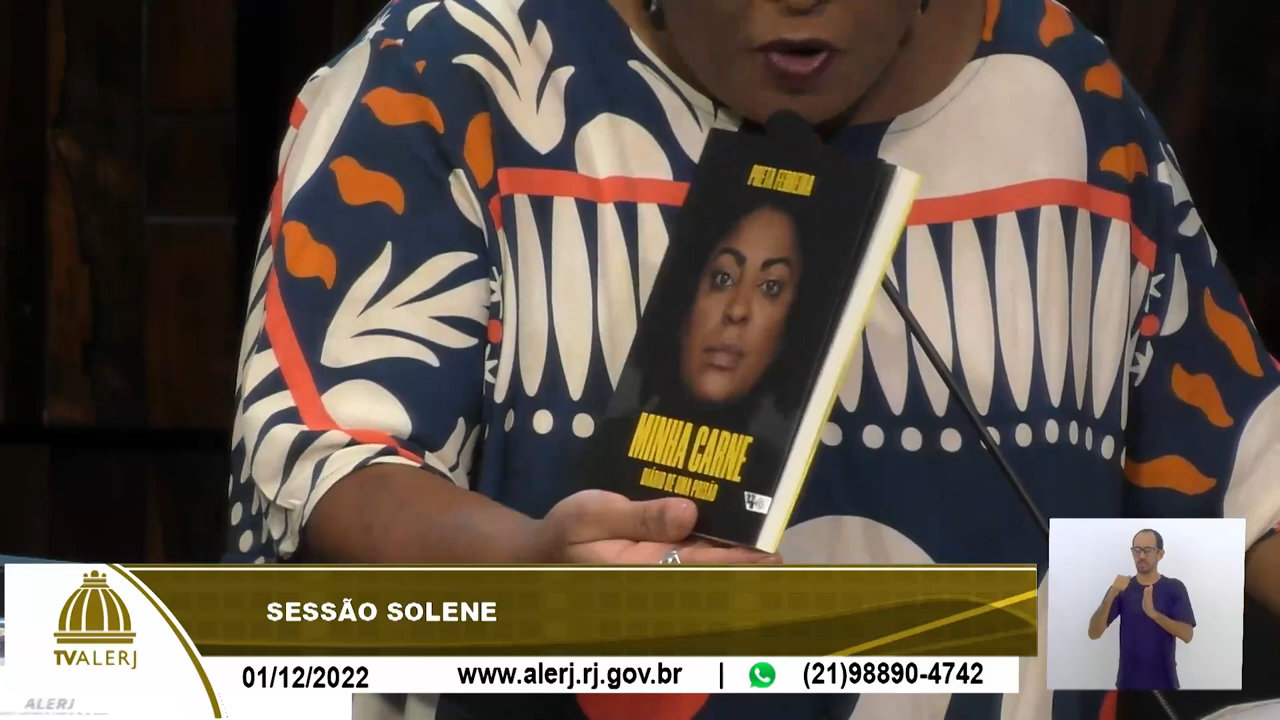 PRETA FERREIRA
MINHA CARNE
DIÁRIO DE UMA PRISÃO
SESSÃO SOLENE
TVALERJ
01/12/2022 www.alerj.rj.gov.br | (21)98890-4742
ALERJ